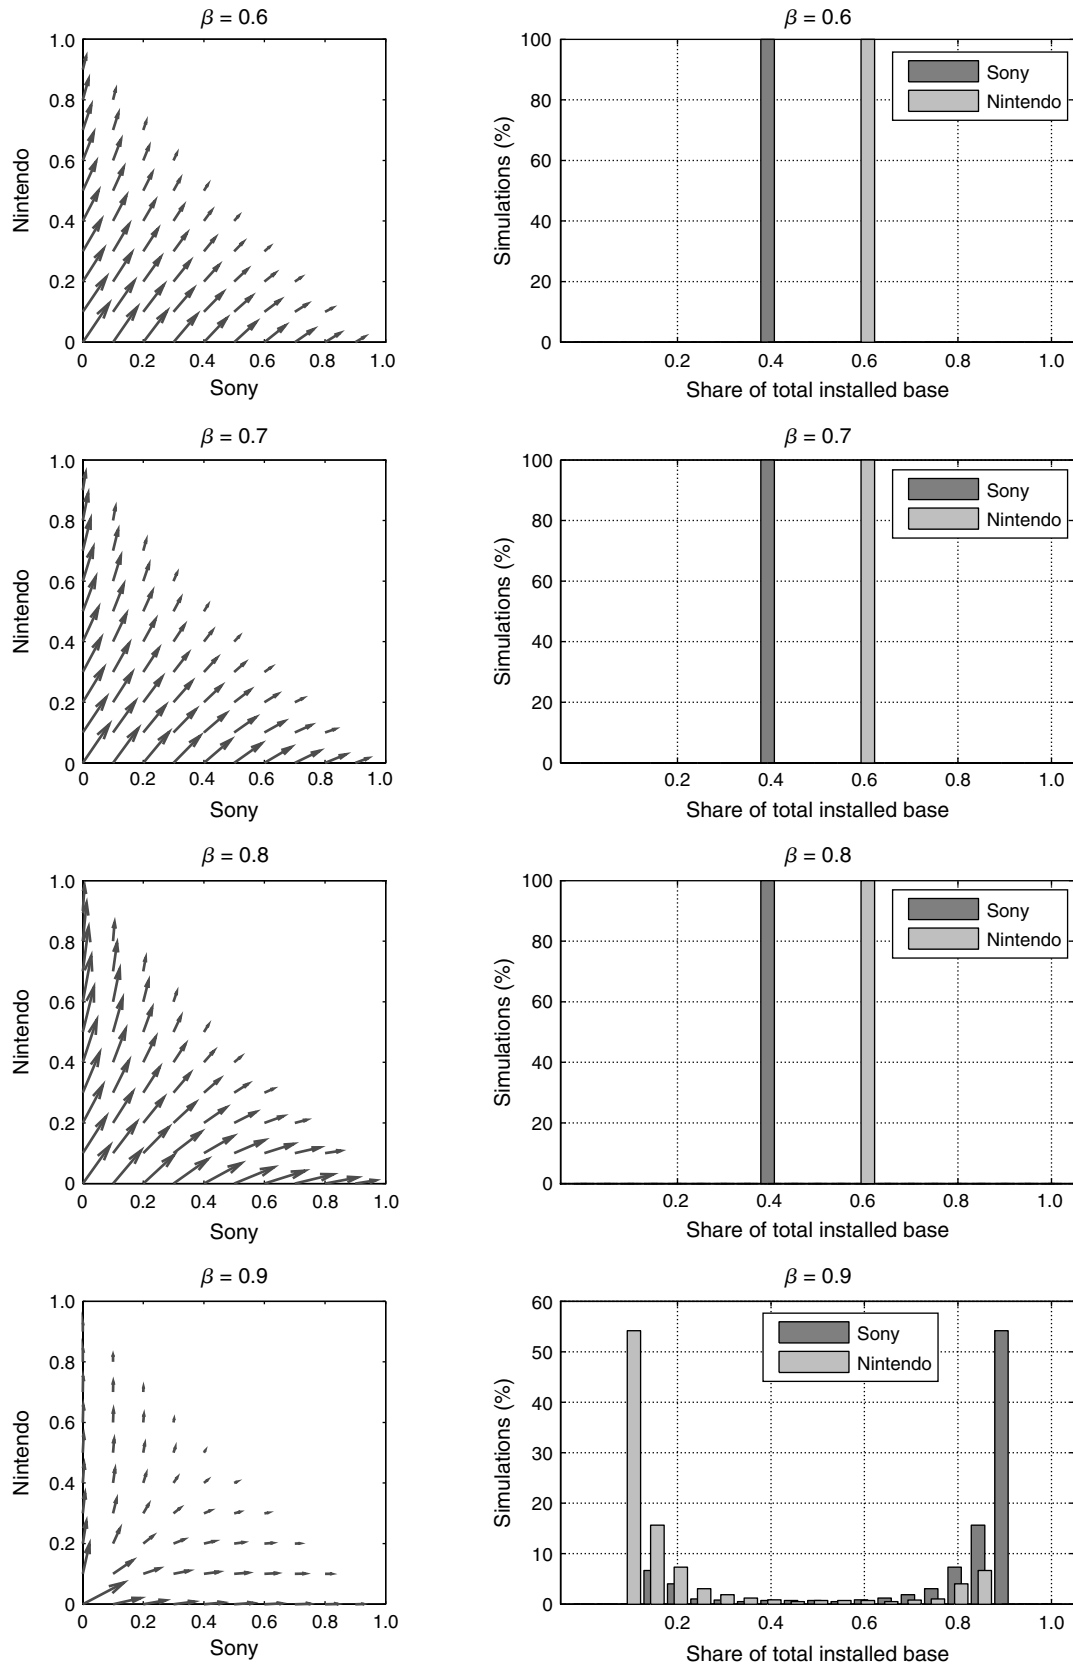 β = 0.6
1.0
0.8
0.6
0.4
0.2
0
Nintendo
0 0.2 0.4 0.6 0.8 1.0
Sony
β = 0.6
100
80
60
40
20
0
Simulations (%)
Sony
Nintendo
0.2 0.4 0.6 0.8 1.0
Share of total installed base
β = 0.7
1.0
0.8
0.6
0.4
0.2
0
Nintendo
0 0.2 0.4 0.6 0.8 1.0
Sony
β = 0.7
100
80
60
40
20
0
Simulations (%)
Sony
Nintendo
0.2 0.4 0.6 0.8 1.0
Share of total installed base
β = 0.8
1.0
0.8
0.6
0.4
0.2
0
Nintendo
0 0.2 0.4 0.6 0.8 1.0
Sony
β = 0.8
100
80
60
40
20
0
Simulations (%)
Sony
Nintendo
0.2 0.4 0.6 0.8 1.0
Share of total installed base
β = 0.9
1.0
0.8
0.6
0.4
0.2
0
Nintendo
0 0.2 0.4 0.6 0.8 1.0
Sony
β = 0.9
60
50
40
30
20
10
0
Simulations (%)
Sony
Nintendo
0.2 0.4 0.6 0.8 1.0
Share of total installed base